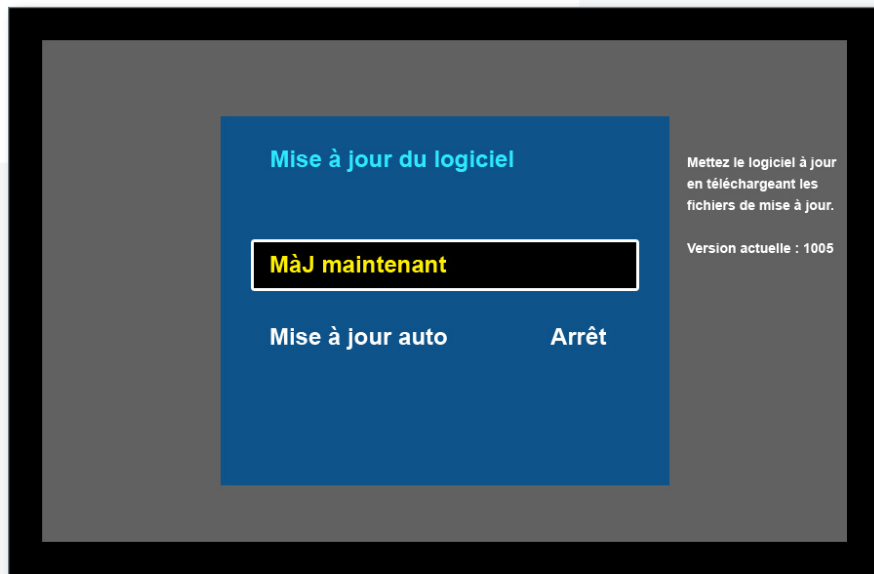 Mise à jour du logiciel
MàJ maintenant
Mise à jour auto Arrêt
Mettez le logiciel à jour
en téléchargeant les
fichiers de mise à jour.
Version actuelle : 1005